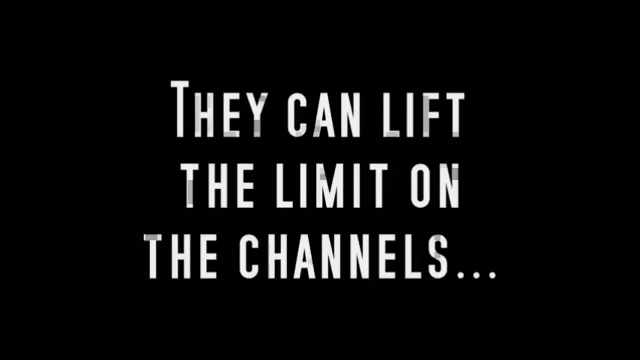 They can lift
the limit on
the channels...